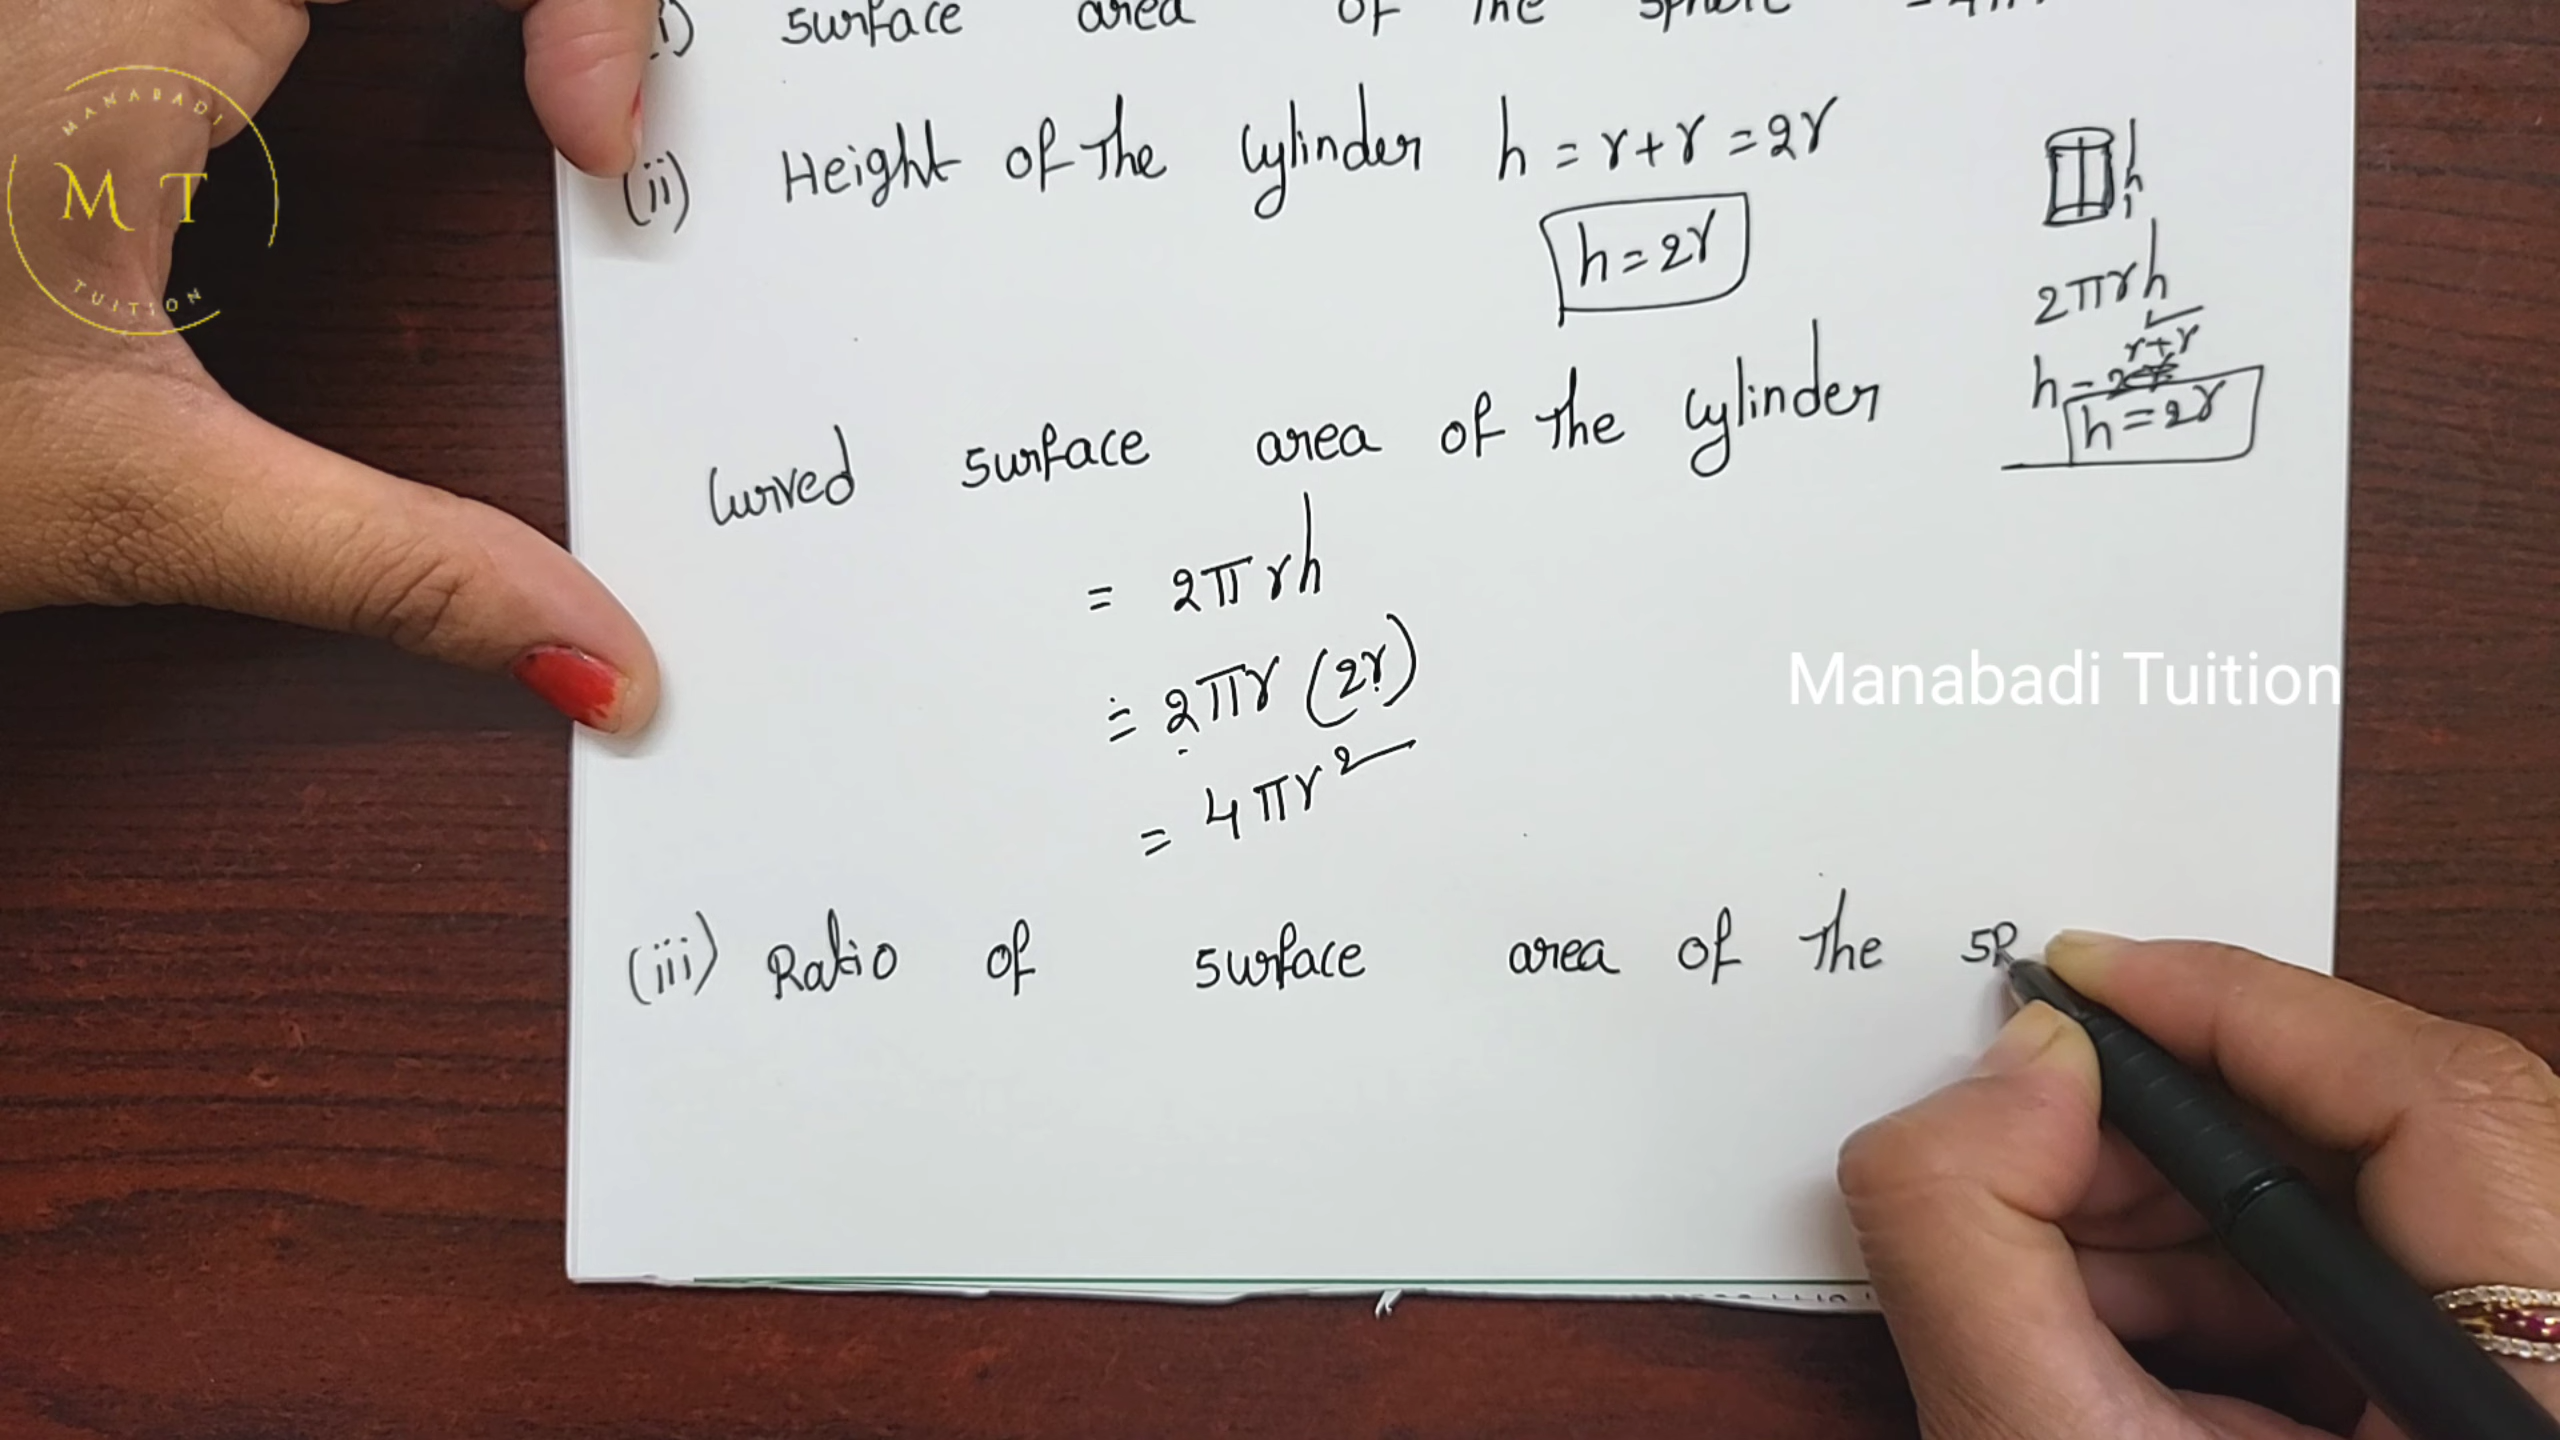 surface area of the
(ii) Height of the cylinder h = r+r = 2r
h = 2r
Curved surface area of the cylinder
= 2πrh
= 2πr (2r)
= 4πr²
(iii) Ratio of surface area of the sp
h
2πrh
r+r
h =
h = 2r
MANABADI
M T
TUITION
Manabadi Tuition